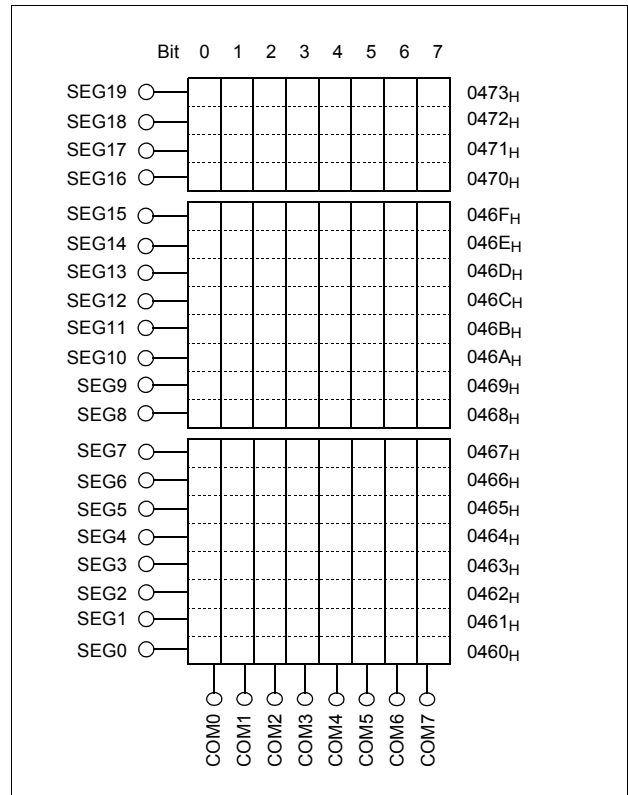 Bit 0 1 2 3 4 5 6 7
SEG19 0473H
SEG18 0472H
SEG17 0471H
SEG16 0470H
SEG15 046FH
SEG14 046EH
SEG13 046DH
SEG12 046CH
SEG11 046BH
SEG10 046AH
SEG9 0469H
SEG8 0468H
SEG7 0467H
SEG6 0466H
SEG5 0465H
SEG4 0464H
SEG3 0463H
SEG2 0462H
SEG1 0461H
SEG0 0460H
COM0 COM1 COM2 COM3 COM4 COM5 COM6 COM7